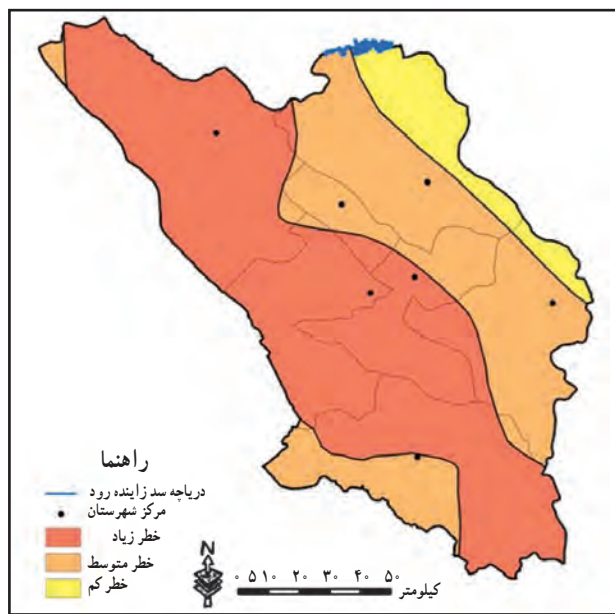 راهنما
دریاچه سد زاینده رود
مرکز شهرستان
خطر زیاد
خطر متوسط
خطر کم
N
۰ ۵ ۱۰ ۲۰ ۳۰ ۴۰ ۵۰
کیلومتر